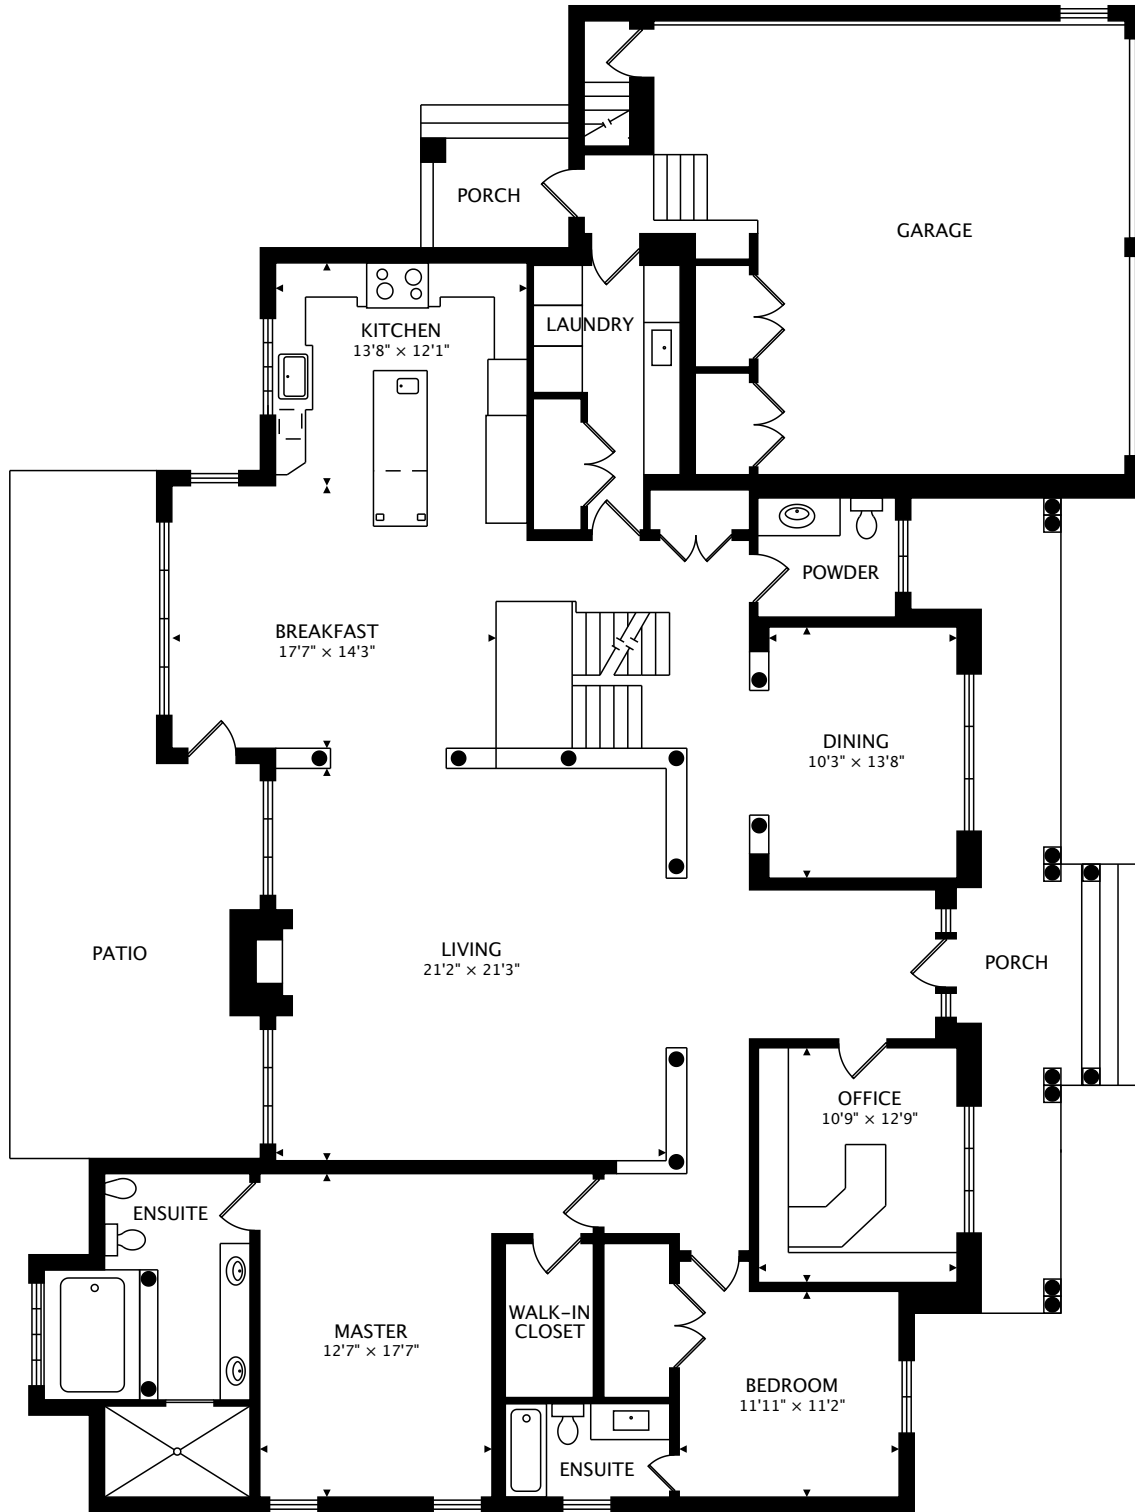 PORCH
GARAGE
KITCHEN
13'8" × 12'1"
LAUNDRY
POWDER
BREAKFAST
17'7" × 14'3"
DINING
10'3" × 13'8"
PATIO
LIVING
21'2" × 21'3"
PORCH
OFFICE
10'9" × 12'9"
ENSUITE
MASTER
12'7" × 17'7"
WALK-IN
CLOSET
BEDROOM
11'11" × 11'2"
ENSUITE